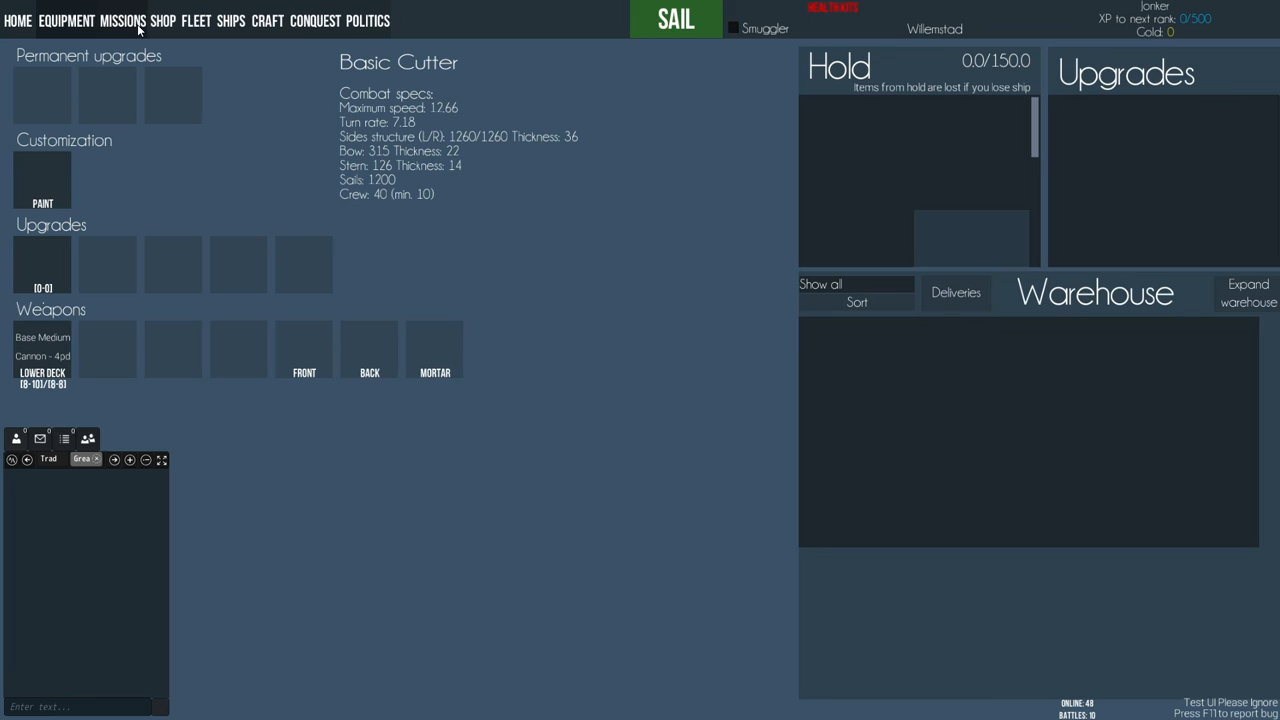 HOME EQUIPMENT MISSIONS SHOP FLEET SHIPS CRAFT CONQUEST POLITICS
SAIL
Smuggler
HEALTH KITS
Willemstad
Jonker
XP to next rank: 0/500
Gold: 0
Permanent upgrades
Customization
PAINT
Upgrades
[0-0]
Weapons
Base Medium
Cannon - 4pd
LOWER DECK
[8-10]/[8-8]
FRONT
BACK
MORTAR
Basic Cutter
Combat specs:
Maximum speed: 12.66
Turn rate: 7.18
Sides structure (L/R): 1260/1260 Thickness: 36
Bow: 315 Thickness: 22
Stern: 126 Thickness: 14
Sails: 1200
Crew: 40 (min. 10)
Hold
0.0/150.0
Items from hold are lost if you lose ship
Upgrades
Show all
Sort
Deliveries
Warehouse
Expand
warehouse
0 0 0
Trad
Grea
Enter text...
ONLINE: 48
BATTLES: 10
Test UI Please Ignore
Press F11 to report bug